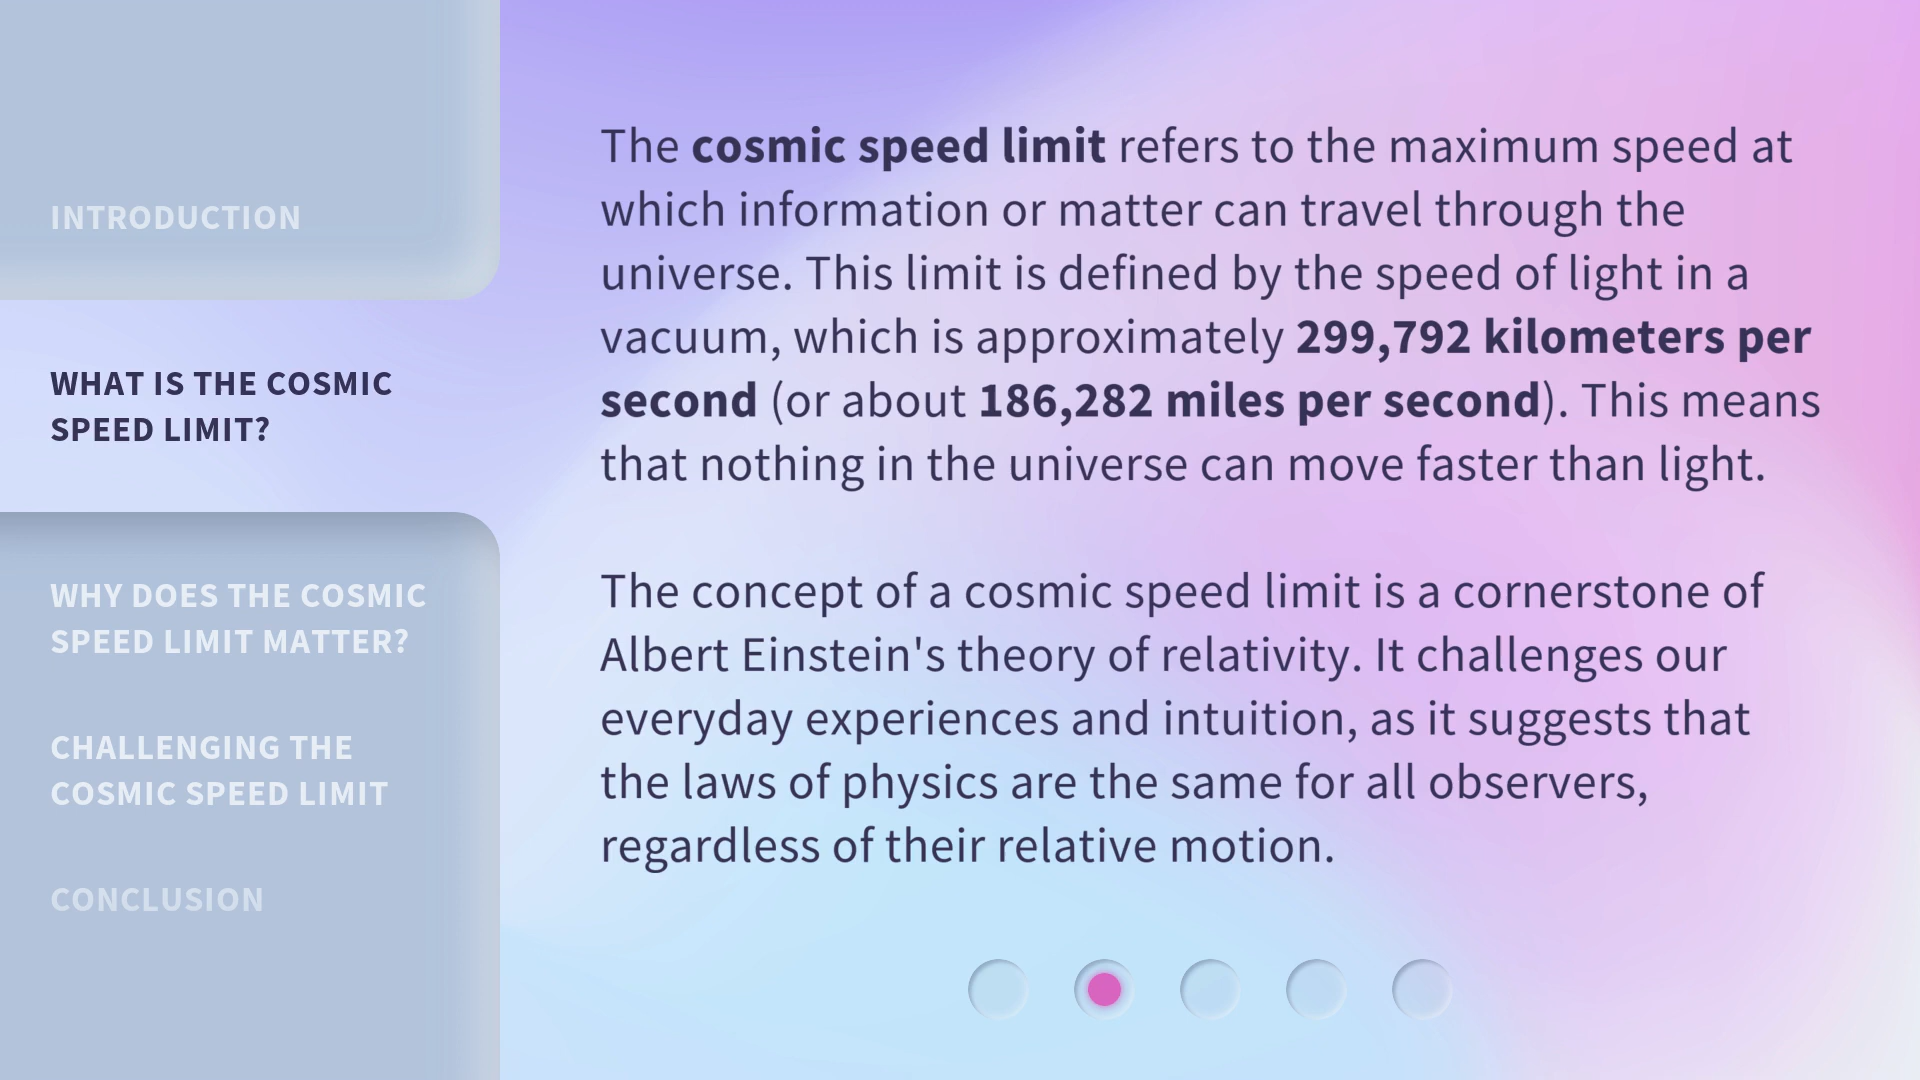 INTRODUCTION
WHAT IS THE COSMIC
SPEED LIMIT?
WHY DOES THE COSMIC
SPEED LIMIT MATTER?
CHALLENGING THE
COSMIC SPEED LIMIT
CONCLUSION
The cosmic speed limit refers to the maximum speed at
which information or matter can travel through the
universe. This limit is defined by the speed of light in a
vacuum, which is approximately 299,792 kilometers per
second (or about 186,282 miles per second). This means
that nothing in the universe can move faster than light.
The concept of a cosmic speed limit is a cornerstone of
Albert Einstein's theory of relativity. It challenges our
everyday experiences and intuition, as it suggests that
the laws of physics are the same for all observers,
regardless of their relative motion.